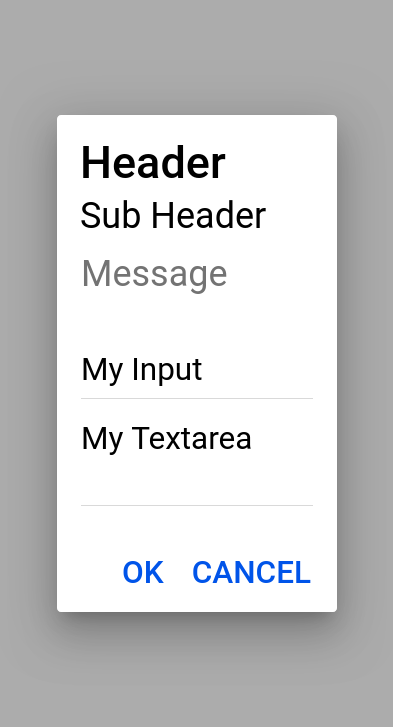 Header
Sub Header
Message
My Input
My Textarea
OK CANCEL